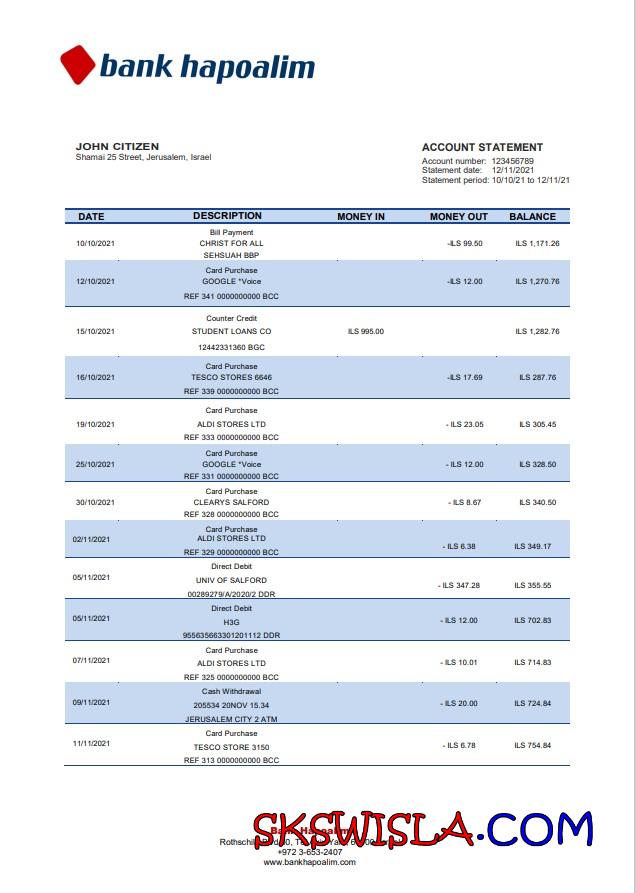 bank hapoalim
JOHN CITIZEN
Shamai 25 Street, Jerusalem, Israel
ACCOUNT STATEMENT
Account number: 123456789
Statement date: 12/11/2021
Statement period: 10/10/21 to 12/11/21
DATE DESCRIPTION MONEY IN MONEY OUT BALANCE
Bill Payment
10/10/2021 CHRIST FOR ALL -ILS 99.50 ILS 1,171.26
SEHSUAH BBP
Card Purchase
12/10/2021 GOOGLE *Voice -ILS 12.00 ILS 1,270.76
REF 341 0000000000 BCC
Counter Credit
15/10/2021 STUDENT LOANS CO ILS 995.00 ILS 1,282.76
12442331360 BGC
Card Purchase
16/10/2021 TESCO STORES 6646 -ILS 17.69 ILS 287.76
REF 339 0000000000 BCC
Card Purchase
19/10/2021 ALDI STORES LTD - ILS 23.05 ILS 305.45
REF 333 0000000000 BCC
Card Purchase
25/10/2021 GOOGLE *Voice - ILS 12.00 ILS 328.50
REF 331 0000000000 BCC
Card Purchase
30/10/2021 CLEARYS SALFORD - ILS 8.67 ILS 340.50
REF 328 0000000000 BCC
Card Purchase
02/11/2021 ALDI STORES LTD
REF 329 0000000000 BCC - ILS 6.38 ILS 349.17
Direct Debit
05/11/2021 UNIV OF SALFORD - ILS 347.28 ILS 355.55
00289279/A/2020/2 DDR
Direct Debit
05/11/2021 H3G - ILS 12.00 ILS 702.83
955635663301201112 DDR
Card Purchase
07/11/2021 ALDI STORES LTD - ILS 10.01 ILS 714.83
REF 325 0000000000 BCC
Cash Withdrawal
09/11/2021 205534 20NOV 15.34 - ILS 20.00 ILS 724.84
JERUSALEM CITY 2 ATM
Card Purchase
11/11/2021 TESCO STORE 3150 - ILS 6.78 ILS 754.84
REF 313 0000000000 BCC
SKSWISLA.COM
Bank Hapoalim
Rothschild
+972 3-653-2407
www.bankhapoalim.com